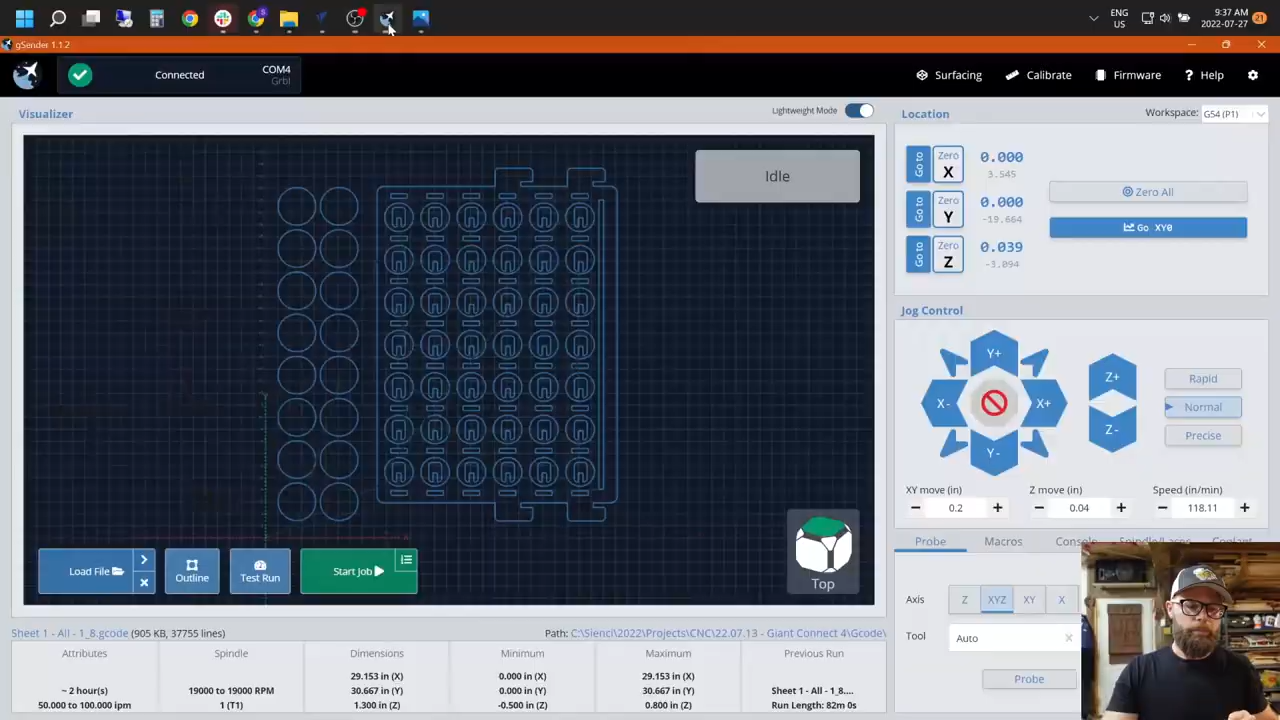 ENG
US
9:37 AM
2022-07-27
21
gSender 1.1.2
Connected
COM4
Grbl
Surfacing
Calibrate
Firmware
Help
Visualizer
Lightweight Mode
Location
Workspace:
G54 (P1)
Idle
Go to
Zero
X
0.000
3.545
Go to
Zero
Y
0.000
-19.664
Go to
Zero
Z
0.039
-3.094
Zero All
Go XY0
Jog Control
Y+
X-
X+
Y-
Z+
Z-
Rapid
Normal
Precise
XY move (in)
Z move (in)
Speed (in/min)
0.2
0.04
118.11
Load File
Outline
Test Run
Start Job
Top
Probe
Macros
Console
Axis
Z
XYZ
XY
X
Tool
Auto
Probe
Sheet 1 - All - 1_8.gcode (905 KB, 37755 lines)
Path: C:\Sienci\2022\Projects\CNC\22.07.13 - Giant Connect 4\Gcode\
Attributes
~ 2 hour(s)
50.000 to 100.000 ipm
Spindle
19000 to 19000 RPM
1 (T1)
Dimensions
29.153 in (X)
30.667 in (Y)
1.300 in (Z)
Minimum
0.000 in (X)
0.000 in (Y)
-0.500 in (Z)
Maximum
29.153 in (X)
30.667 in (Y)
0.800 in (Z)
Previous Run
Sheet 1 - All - 1_8....
Run Length: 82m 0s